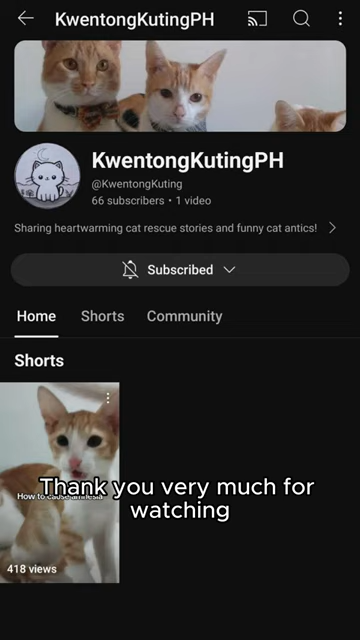 KwentongKutingPH
KwentongKutingPH
@KwentongKuting
66 subscribers • 1 video
Sharing heartwarming cat rescue stories and funny cat antics!
Subscribed
Home Shorts Community
Shorts
How to cause amnesia
Thank you very much for
watching
418 views